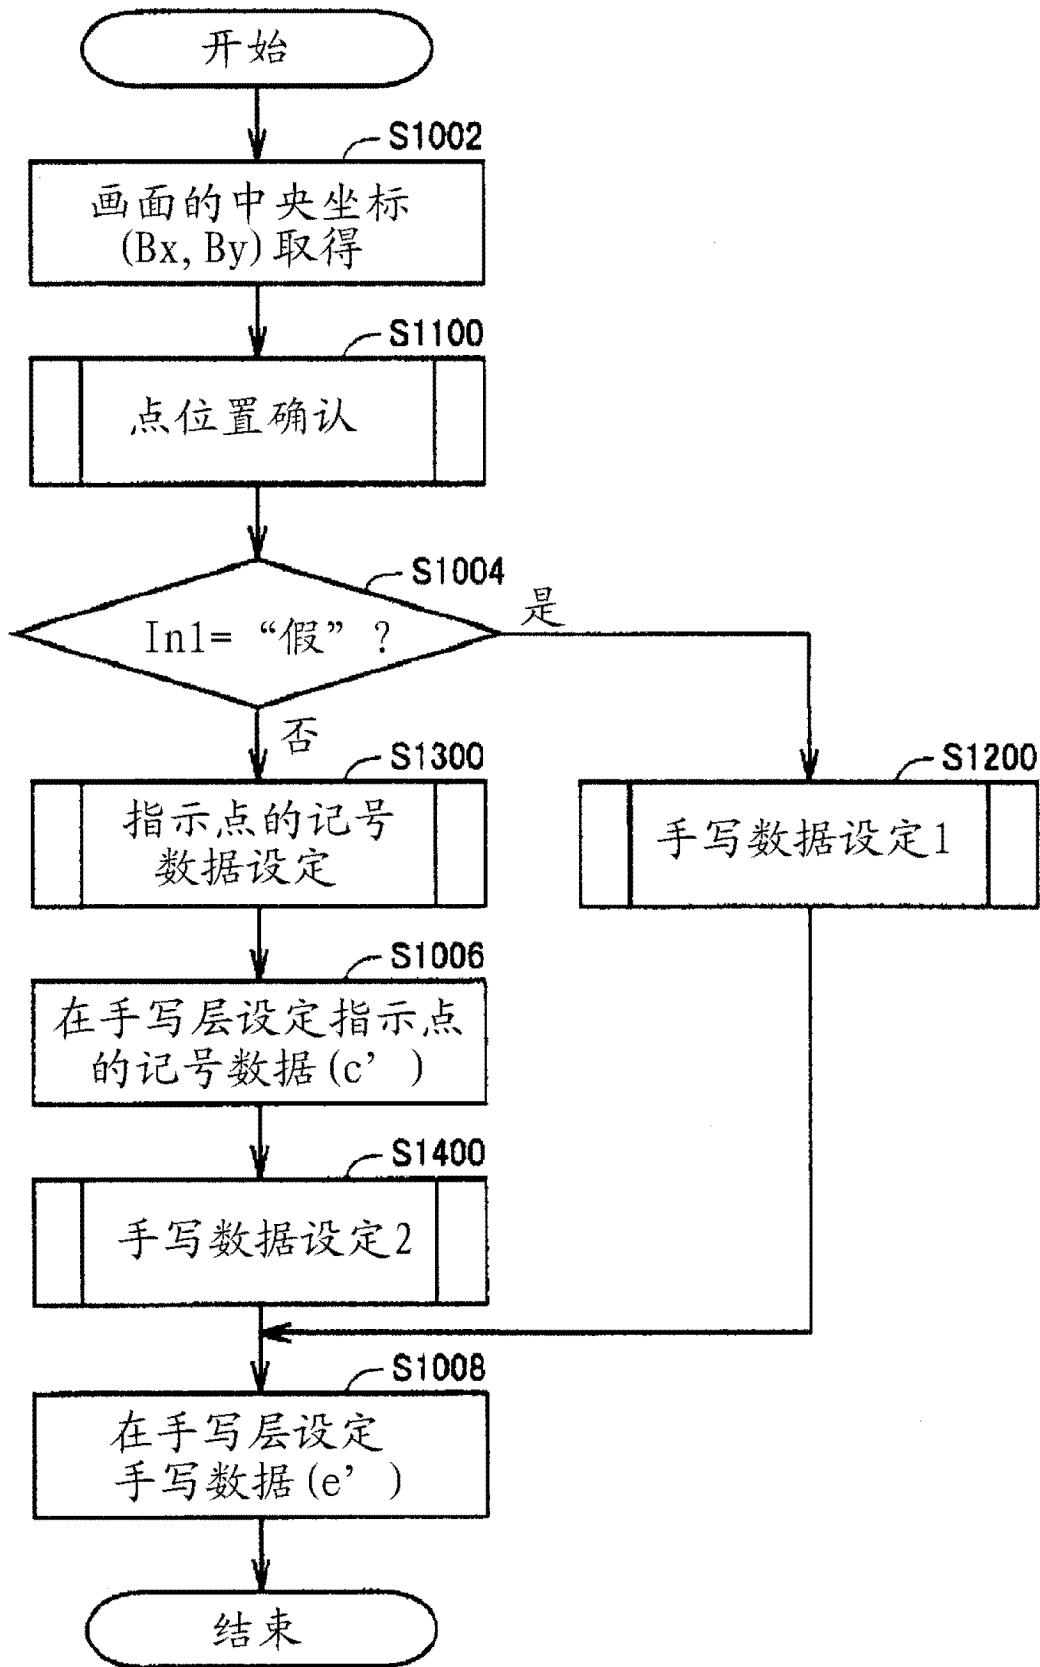 开始
S1002
画面的中央坐标
(Bx, By)取得
S1100
点位置确认
S1004
In1= “假”?
是
否
S1300
指示点的记号
数据设定
S1200
手写数据设定1
S1006
在手写层设定指示点
的记号数据(c’)
S1400
手写数据设定2
S1008
在手写层设定
手写数据(e’)
结束